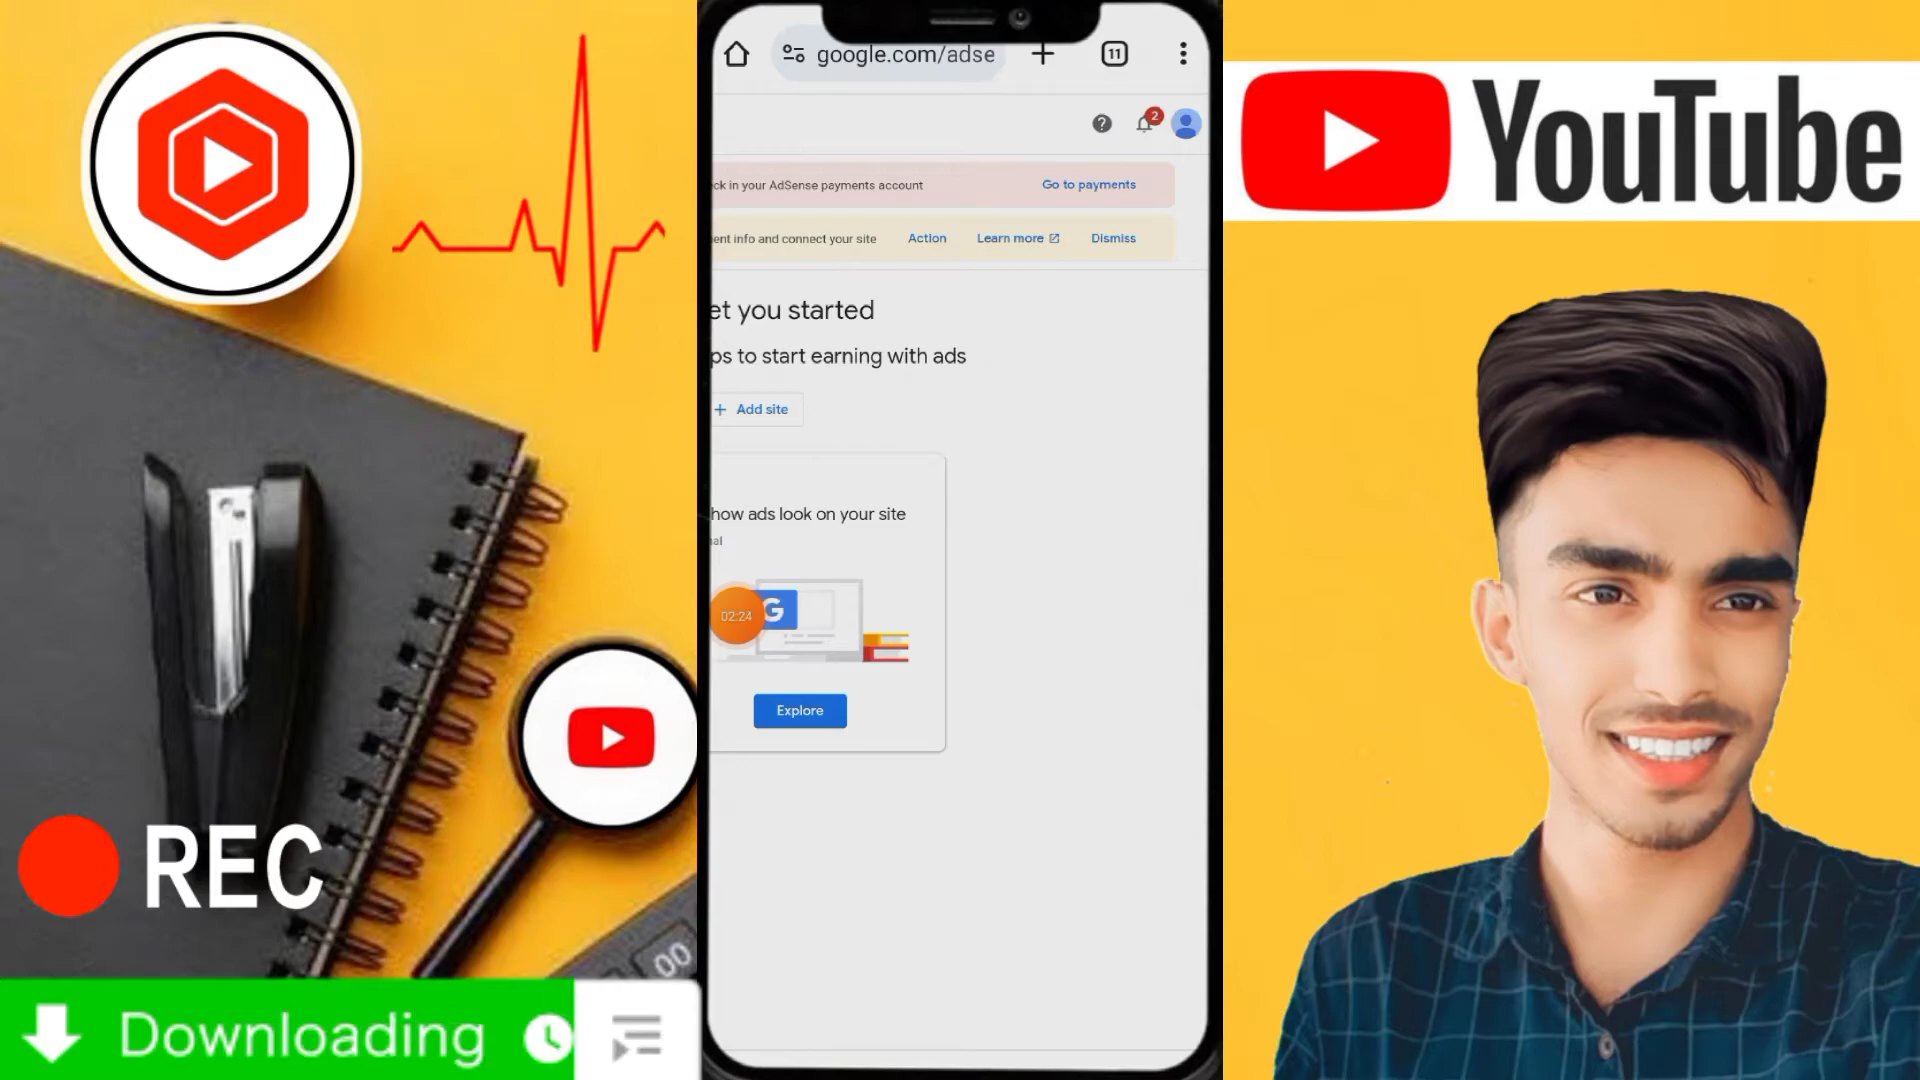 google.com/adse
11
2
ck in your AdSense payments account
Go to payments
ent info and connect your site
Action
Learn more
Dismiss
et you started
ps to start earning with ads
+ Add site
how ads look on your site
nal
02:24
G
Explore
YouTube
REC
00
Downloading